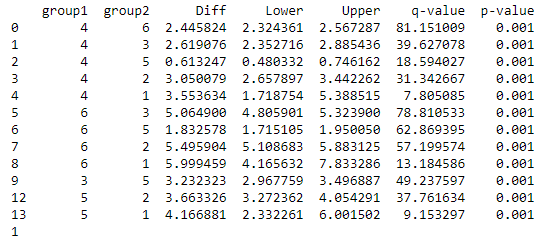 group1 group2 Diff Lower Upper q-value p-value
0 4 6 2.445824 2.324361 2.567287 81.151009 0.001
1 4 3 2.619076 2.352716 2.885436 39.627078 0.001
2 4 5 0.613247 0.480332 0.746162 18.594027 0.001
3 4 2 3.050079 2.657897 3.442262 31.342667 0.001
4 4 1 3.553634 1.718754 5.388515 7.805085 0.001
5 6 3 5.064900 4.805901 5.323900 78.810533 0.001
6 6 5 1.832578 1.715105 1.950050 62.869395 0.001
7 6 2 5.495904 5.108683 5.883125 57.199574 0.001
8 6 1 5.999459 4.165632 7.833286 13.184586 0.001
9 3 5 3.232323 2.967759 3.496887 49.237597 0.001
12 5 2 3.663326 3.272362 4.054291 37.761634 0.001
13 5 1 4.166881 2.332261 6.001502 9.153297 0.001
1